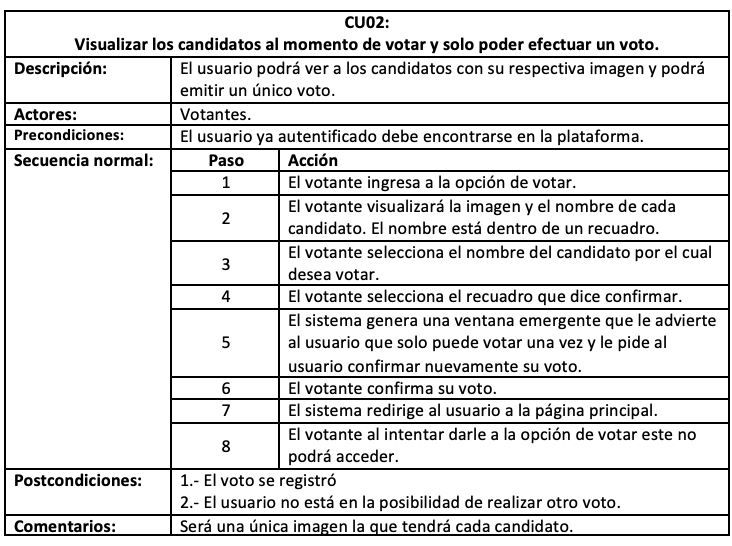 CU02:
Visualizar los candidatos al momento de votar y solo poder efectuar un voto.
Descripción: El usuario podrá ver a los candidatos con su respectiva imagen y podrá
emitir un único voto.
Actores: Votantes.
Precondiciones: El usuario ya autentificado debe encontrarse en la plataforma.
Secuencia normal: Paso Acción
1 El votante ingresa a la opción de votar.
2 El votante visualizará la imagen y el nombre de cada
candidato. El nombre está dentro de un recuadro.
3 El votante selecciona el nombre del candidato por el cual
desea votar.
4 El votante selecciona el recuadro que dice confirmar.
5 El sistema genera una ventana emergente que le advierte
al usuario que solo puede votar una vez y le pide al
usuario confirmar nuevamente su voto.
6 El votante confirma su voto.
7 El sistema redirige al usuario a la página principal.
8 El votante al intentar darle a la opción de votar este no
podrá acceder.
Postcondiciones: 1.- El voto se registró
2.- El usuario no está en la posibilidad de realizar otro voto.
Comentarios: Será una única imagen la que tendrá cada candidato.